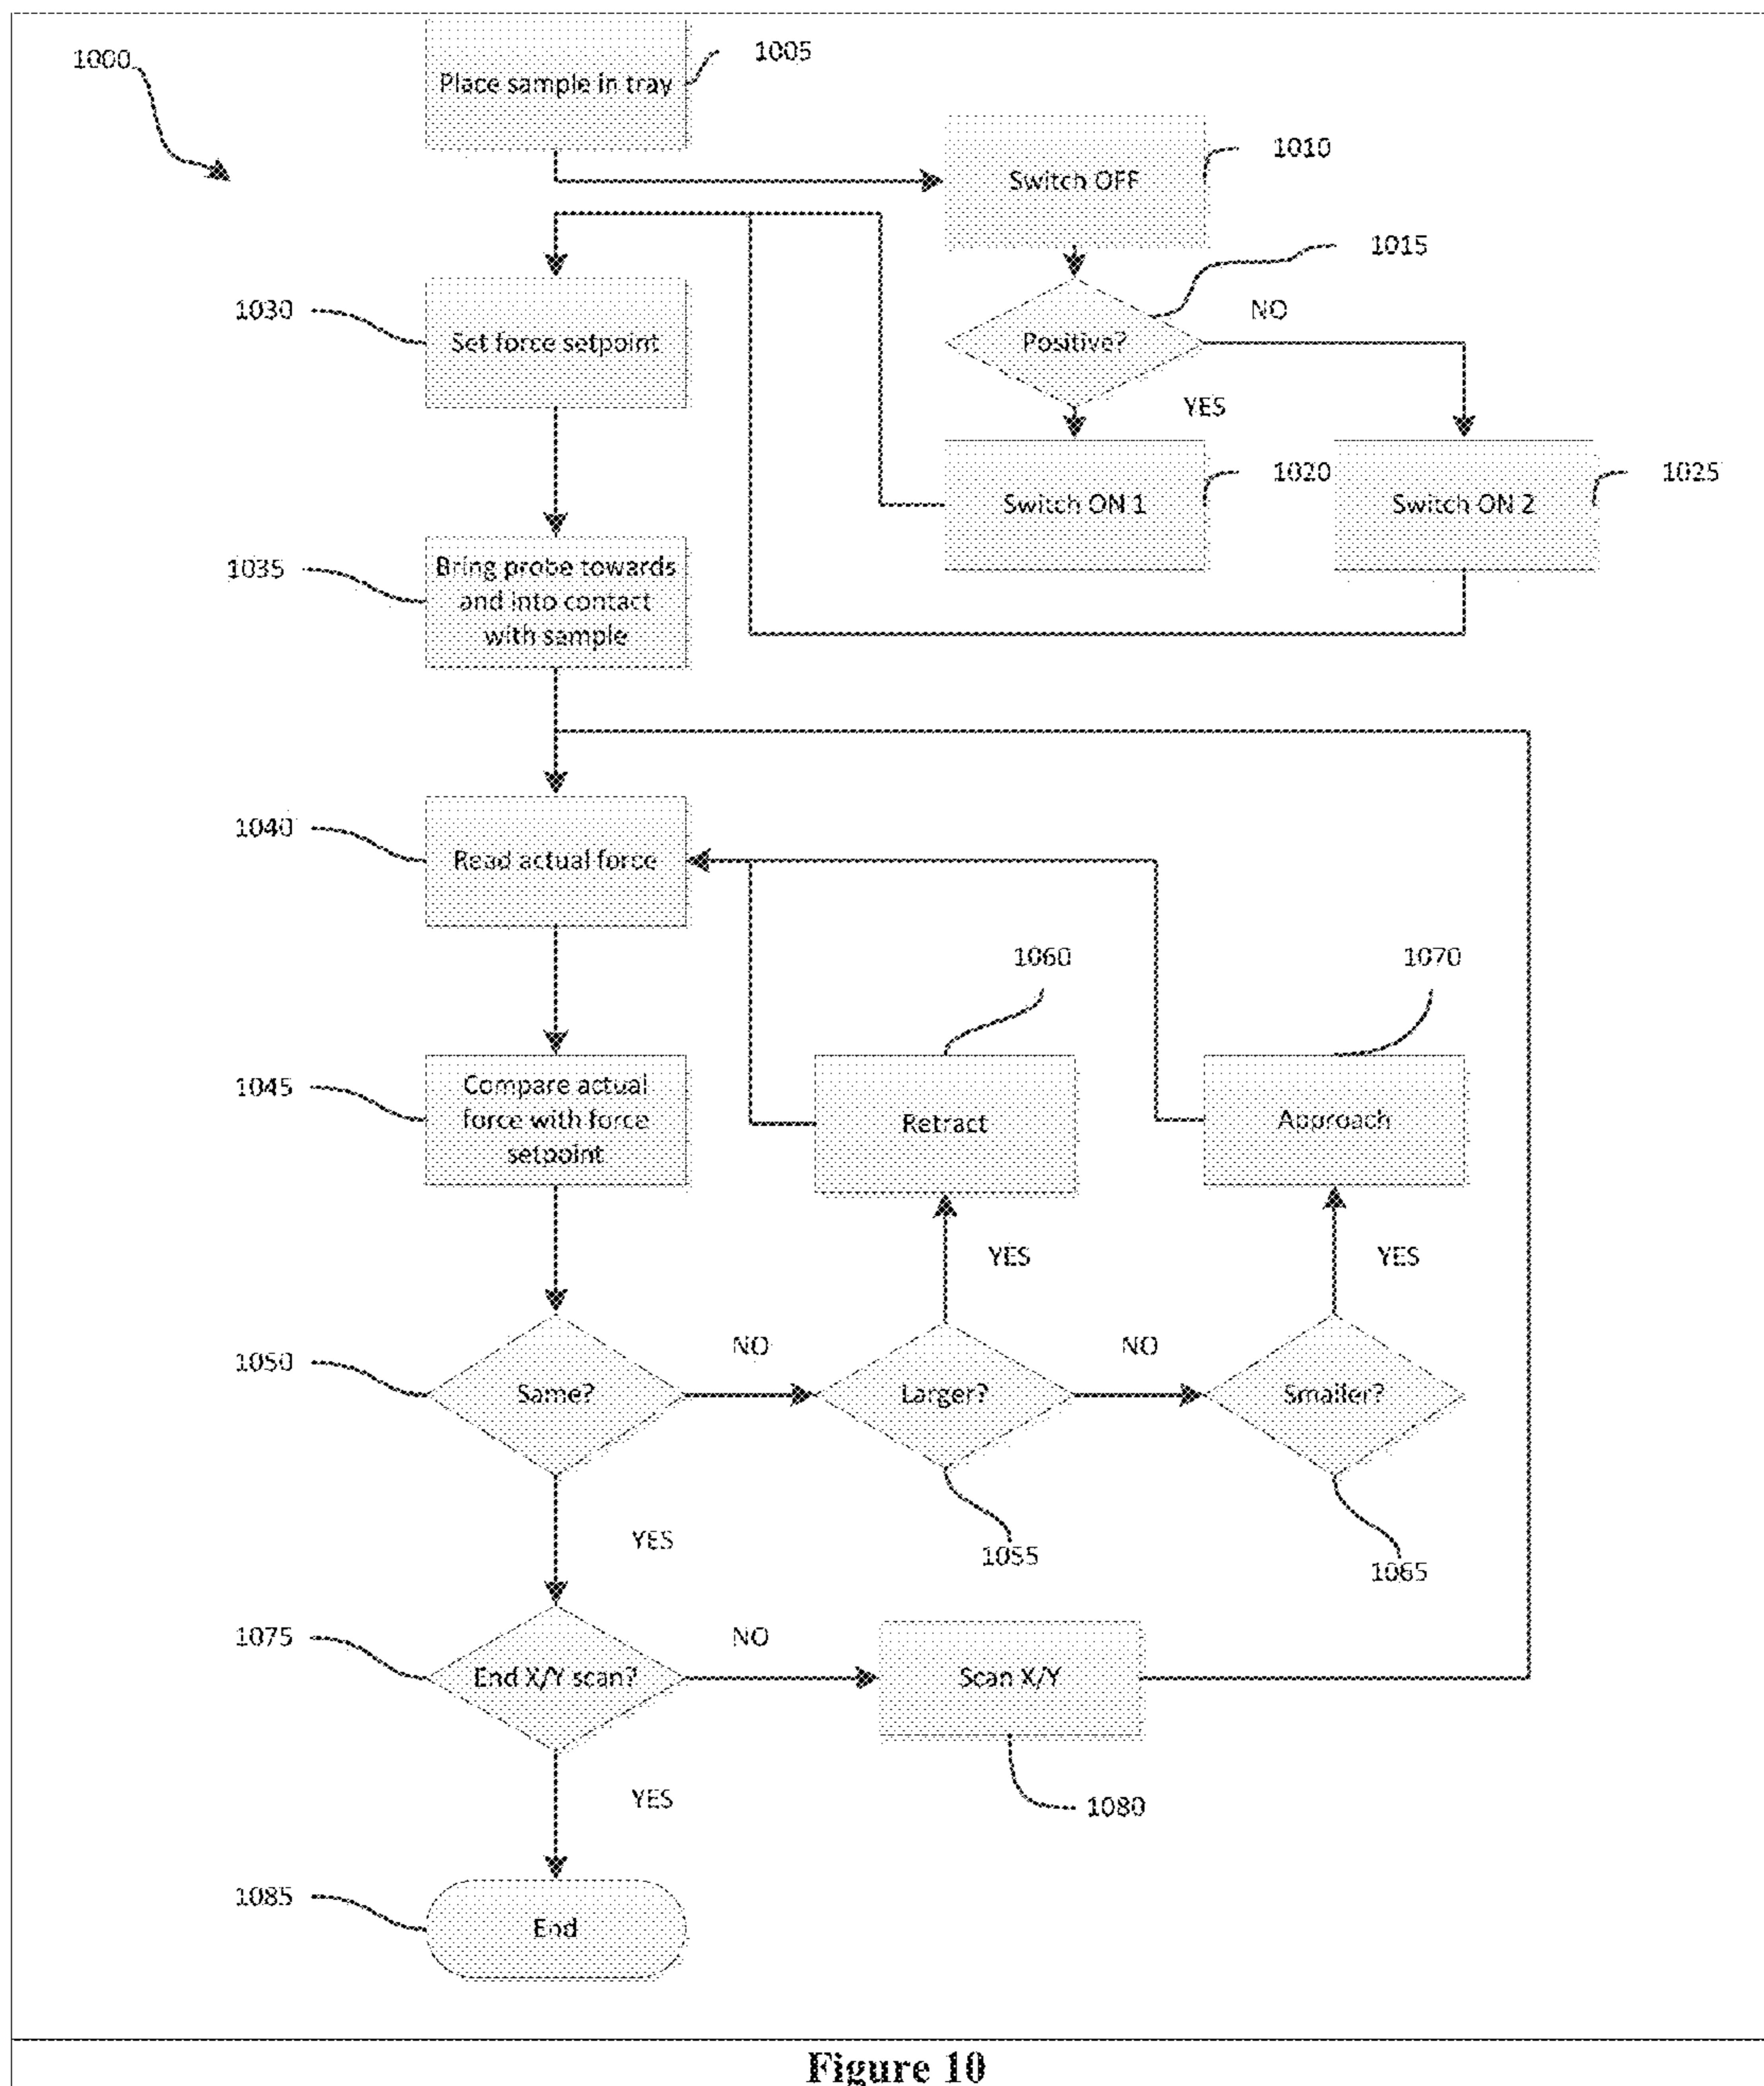 1000
1005
Place sample in tray
1010
Switch OFF
1015
NO
1030
Set force setpoint
Positive?
YES
1020
1025
Switch ON 1
Switch ON 2
1035
Bring probe towards
and into contact
with sample
1040
Read actual force
1060
1070
1045
Compare actual
force with force
setpoint
Retract
Approach
YES
YES
1050
NO
NO
Same?
Larger?
Smaller?
YES
1055
1065
1075
NO
End X/Y scan?
Scan X/Y
YES
1080
1085
End
Figure 10